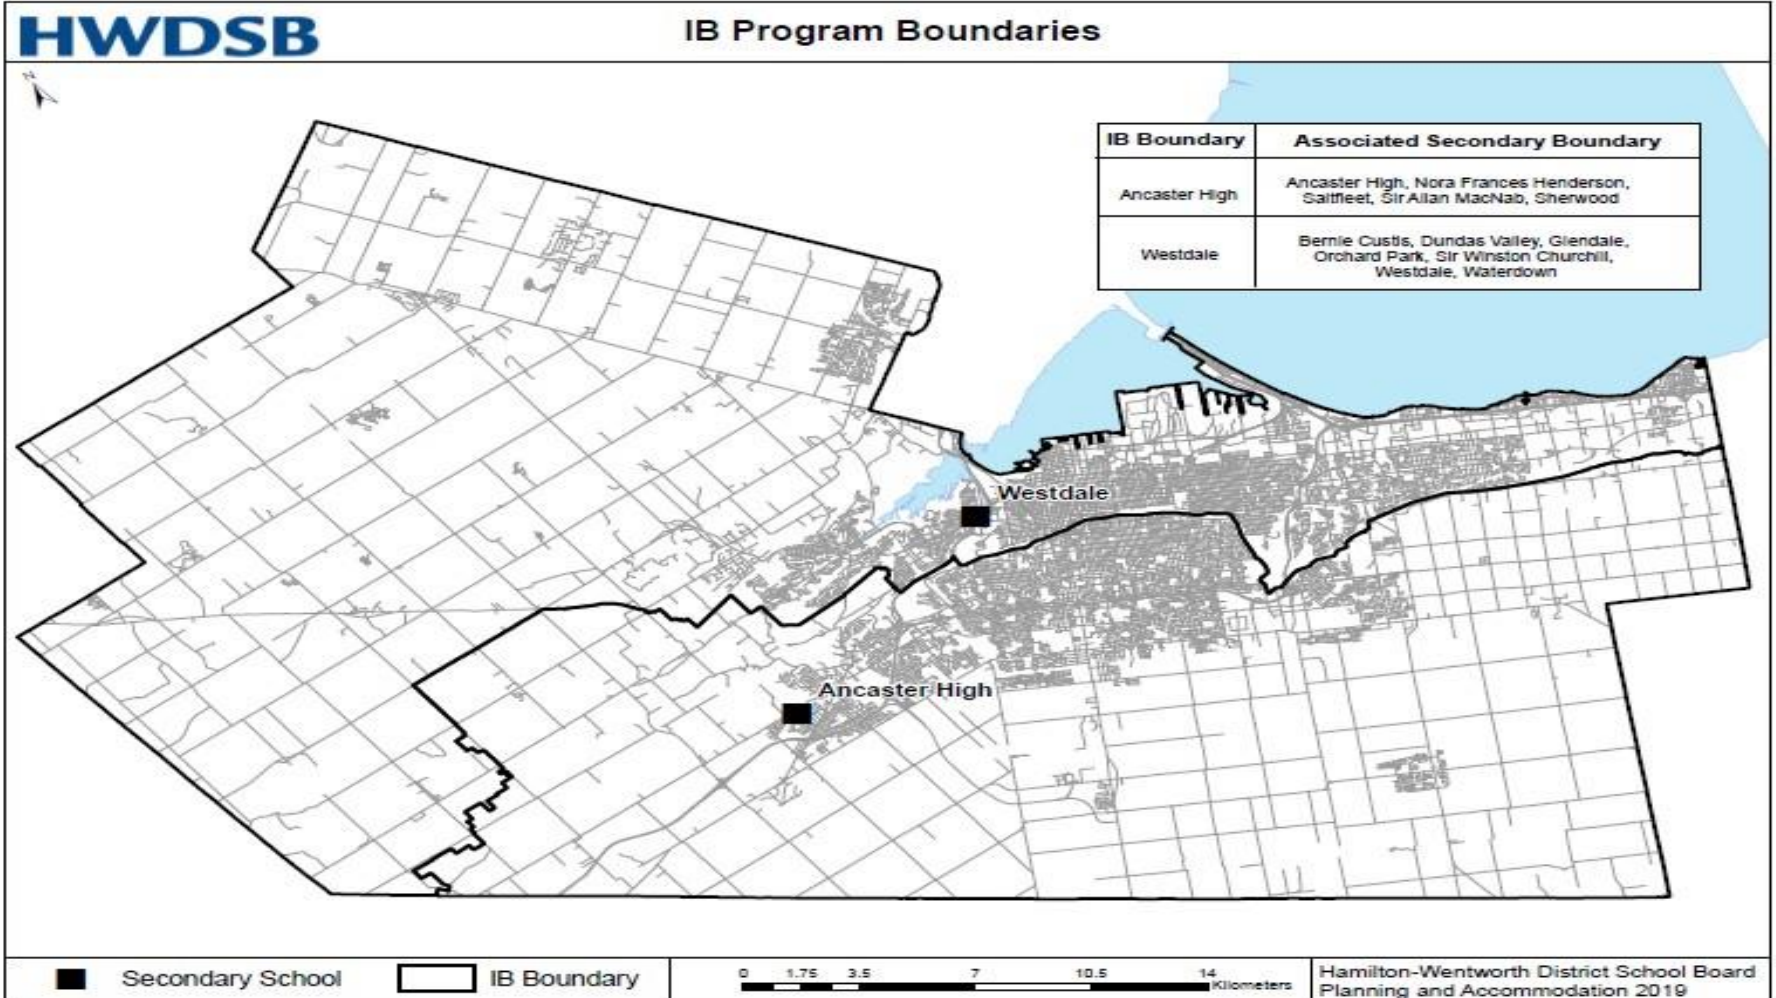 HWDSB
IB Program Boundaries
N
IB Boundary
Associated Secondary Boundary
Ancaster High
Ancaster High, Nora Frances Henderson,
Saltfleet, Sir Allan MacNab, Sherwood
Westdale
Bernie Custis, Dundas Valley, Glendale,
Orchard Park, Sir Winston Churchill,
Westdale, Waterdown
Westdale
Ancaster High
Secondary School
IB Boundary
0 1.75 3.5 7 10.5 14
Kilometers
Hamilton-Wentworth District School Board
Planning and Accommodation 2019